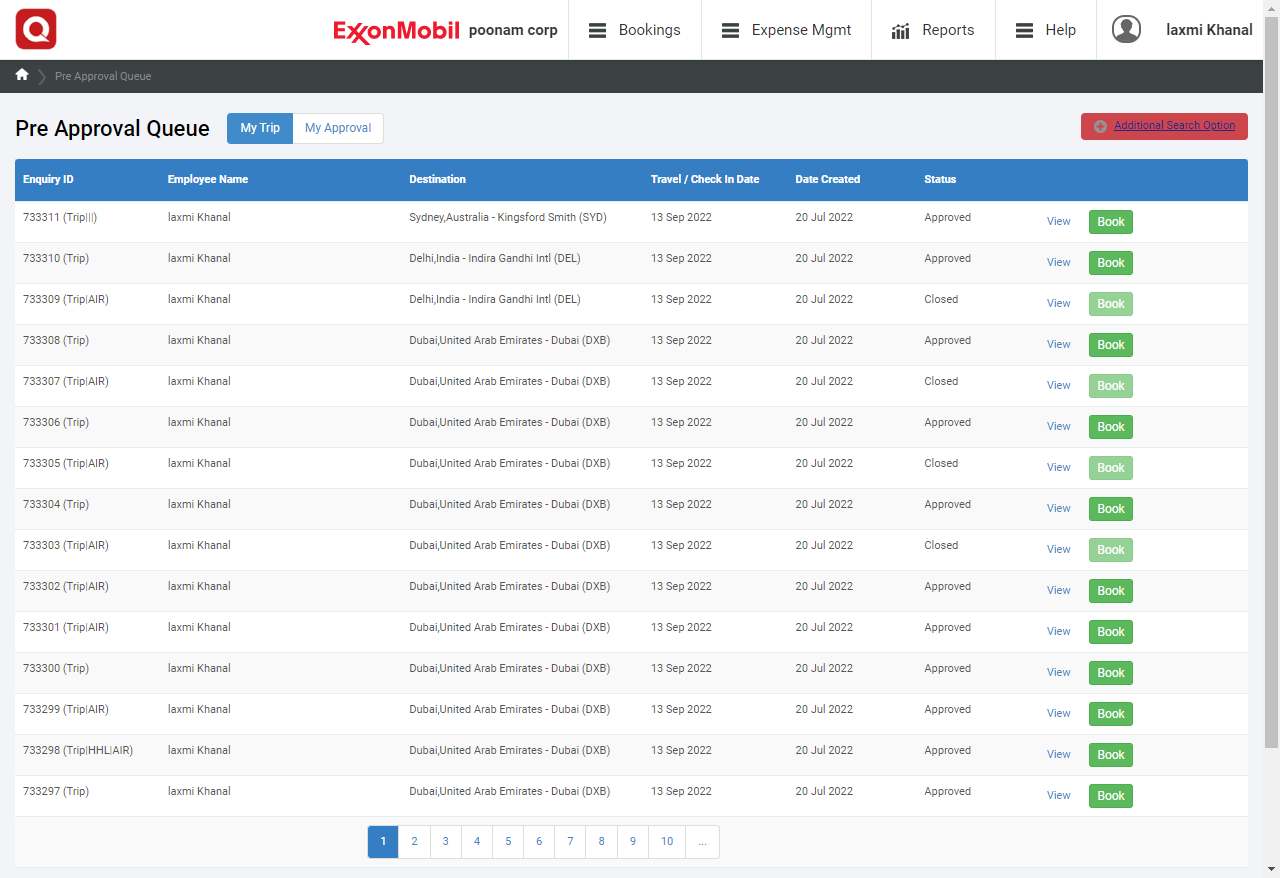 Q ExxonMobil poonam corp Bookings Expense Mgmt Reports Help laxmi Khanal
Pre Approval Queue
Pre Approval Queue My Trip My Approval Additional Search Option
Enquiry ID Employee Name Destination Travel / Check In Date Date Created Status
733311 (Trip|||) laxmi Khanal Sydney,Australia - Kingsford Smith (SYD) 13 Sep 2022 20 Jul 2022 Approved View Book
733310 (Trip) laxmi Khanal Delhi,India - Indira Gandhi Intl (DEL) 13 Sep 2022 20 Jul 2022 Approved View Book
733309 (Trip|AIR) laxmi Khanal Delhi,India - Indira Gandhi Intl (DEL) 13 Sep 2022 20 Jul 2022 Closed View Book
733308 (Trip) laxmi Khanal Dubai,United Arab Emirates - Dubai (DXB) 13 Sep 2022 20 Jul 2022 Approved View Book
733307 (Trip|AIR) laxmi Khanal Dubai,United Arab Emirates - Dubai (DXB) 13 Sep 2022 20 Jul 2022 Closed View Book
733306 (Trip) laxmi Khanal Dubai,United Arab Emirates - Dubai (DXB) 13 Sep 2022 20 Jul 2022 Approved View Book
733305 (Trip|AIR) laxmi Khanal Dubai,United Arab Emirates - Dubai (DXB) 13 Sep 2022 20 Jul 2022 Closed View Book
733304 (Trip) laxmi Khanal Dubai,United Arab Emirates - Dubai (DXB) 13 Sep 2022 20 Jul 2022 Approved View Book
733303 (Trip|AIR) laxmi Khanal Dubai,United Arab Emirates - Dubai (DXB) 13 Sep 2022 20 Jul 2022 Closed View Book
733302 (Trip|AIR) laxmi Khanal Dubai,United Arab Emirates - Dubai (DXB) 13 Sep 2022 20 Jul 2022 Approved View Book
733301 (Trip|AIR) laxmi Khanal Dubai,United Arab Emirates - Dubai (DXB) 13 Sep 2022 20 Jul 2022 Approved View Book
733300 (Trip) laxmi Khanal Dubai,United Arab Emirates - Dubai (DXB) 13 Sep 2022 20 Jul 2022 Approved View Book
733299 (Trip|AIR) laxmi Khanal Dubai,United Arab Emirates - Dubai (DXB) 13 Sep 2022 20 Jul 2022 Approved View Book
733298 (Trip|HHL|AIR) laxmi Khanal Dubai,United Arab Emirates - Dubai (DXB) 13 Sep 2022 20 Jul 2022 Approved View Book
733297 (Trip) laxmi Khanal Dubai,United Arab Emirates - Dubai (DXB) 13 Sep 2022 20 Jul 2022 Approved View Book
1 2 3 4 5 6 7 8 9 10 ...